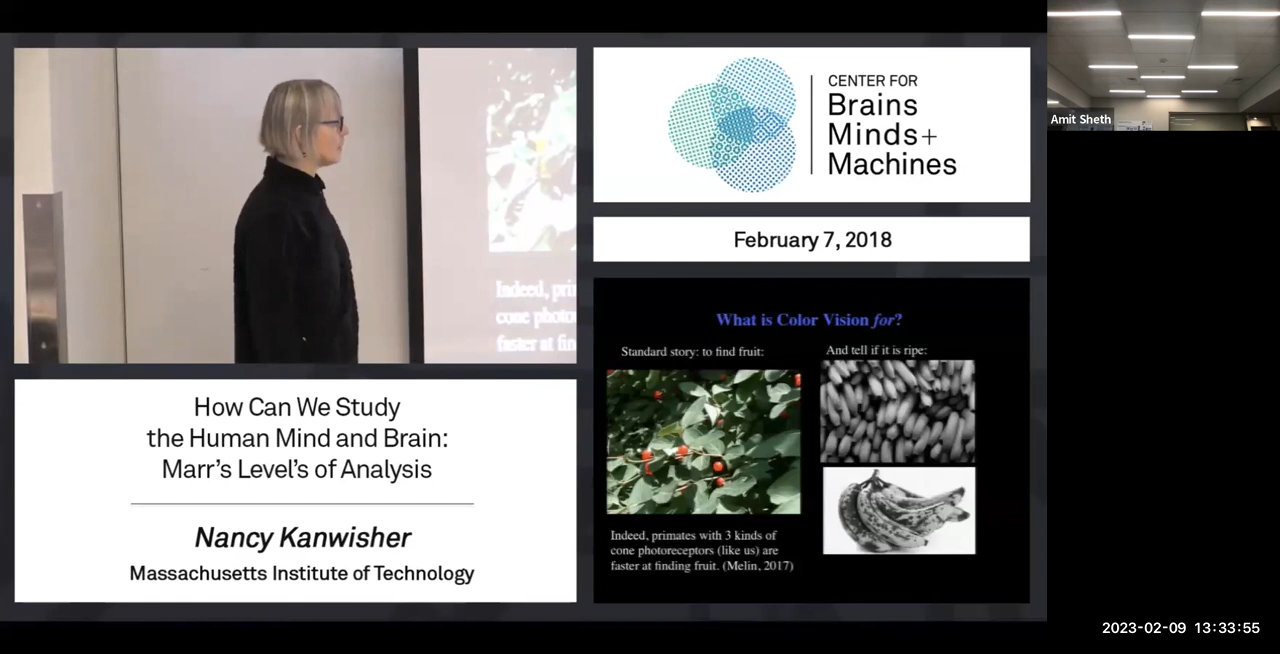 Indeed, pri
cone photo
faster at fin
CENTER FOR
Brains
Minds+
Machines
February 7, 2018
How Can We Study
the Human Mind and Brain:
Marr's Level's of Analysis
Nancy Kanwisher
Massachusetts Institute of Technology
What is Color Vision for?
Standard story: to find fruit:
And tell if it is ripe:
Indeed, primates with 3 kinds of
cone photoreceptors (like us) are
faster at finding fruit. (Melin, 2017)
Amit Sheth
2023-02-09 13:33:55